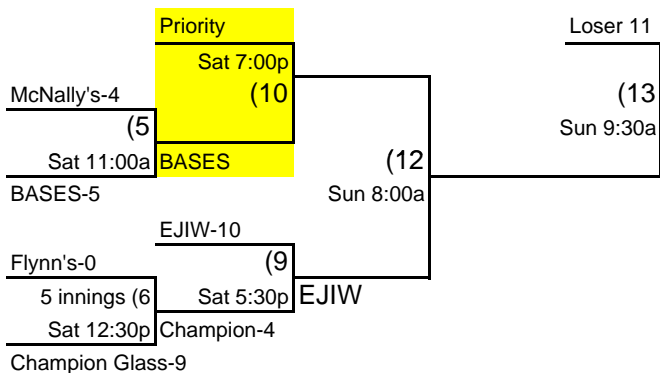 Priority
Loser 11
Sat 7:00p
McNally's-4
(10
(13
(5
Sun 9:30a
Sat 11:00a
BASES
(12
BASES-5
Sun 8:00a
EJIW-10
Flynn's-0
(9
5 innings (6
Sat 5:30p
EJIW
Sat 12:30p
Champion-4
Champion Glass-9